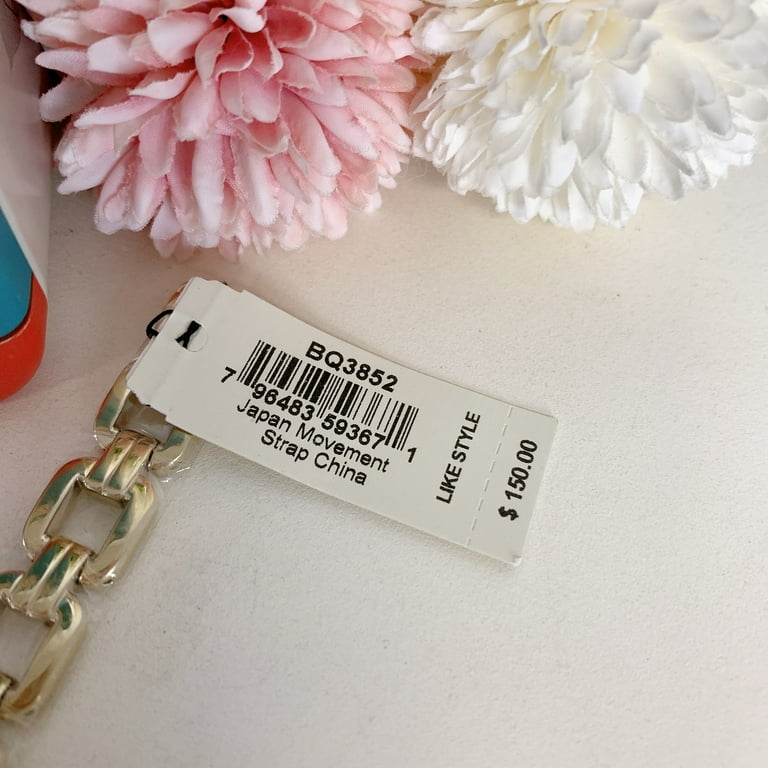 BQ3852
7 96483 59367 1
Japan Movement
Strap China
LIKE STYLE
$ 150.00